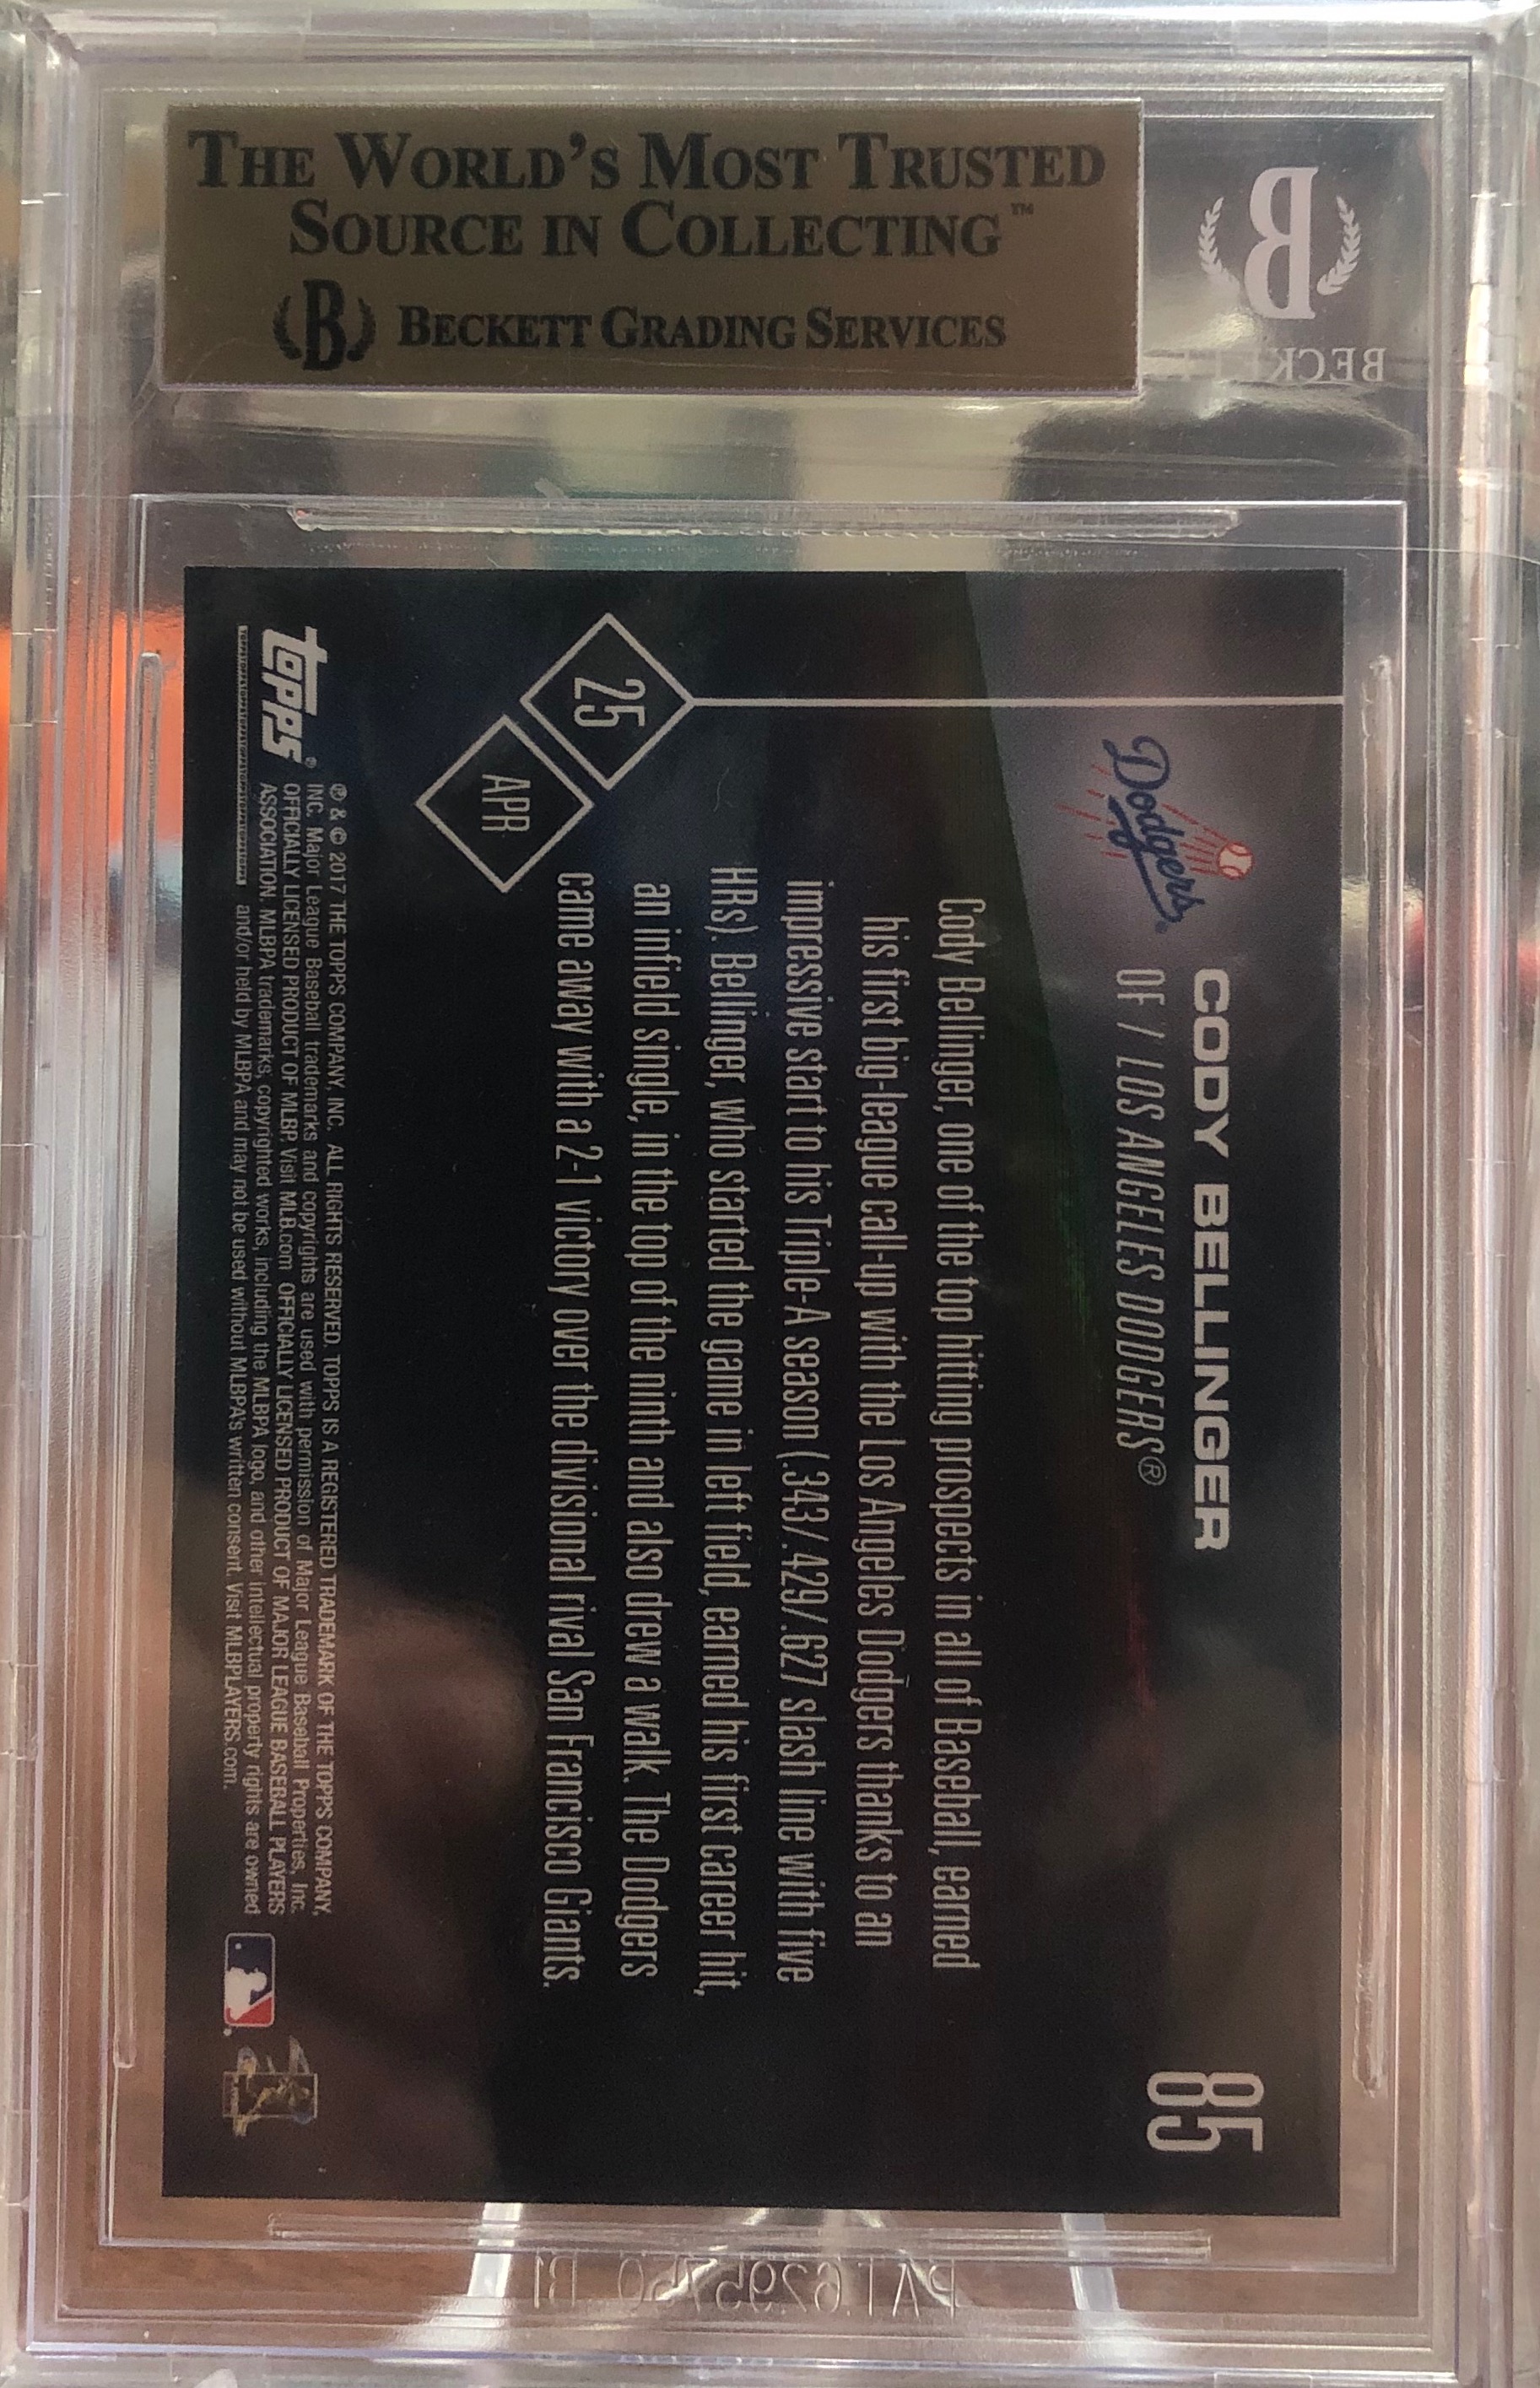 THE WORLD'S MOST TRUSTED
SOURCE IN COLLECTING™
B BECKETT GRADING SERVICES
B
BECKETT
85
CODY BELLINGER
OF / LOS ANGELES DODGERS®
Dodgers
Cody Bellinger, one of the top hitting prospects in all of Baseball, earned
his first big-league call-up with the Los Angeles Dodgers thanks to an
impressive start to his Triple-A season (.343/.429/.627 slash line with five
HRs). Bellinger, who started the game in left field, earned his first career hit,
an infield single, in the top of the ninth and also drew a walk. The Dodgers
came away with a 2-1 victory over the divisional rival San Francisco Giants.
25
APR
topps®
® & © 2017 THE TOPPS COMPANY, INC. ALL RIGHTS RESERVED. TOPPS IS A REGISTERED TRADEMARK OF THE TOPPS COMPANY,
INC. Major League Baseball trademarks and copyrights are used with permission of Major League Baseball Properties, Inc.
OFFICIALLY LICENSED PRODUCT OF MLBP. Visit MLB.com OFFICIALLY LICENSED PRODUCT OF MAJOR LEAGUE BASEBALL PLAYERS
ASSOCIATION. MLBPA trademarks, copyrighted works, including the MLBPA logo, and other intellectual property rights are owned
and/or held by MLBPA and may not be used without MLBPA's written consent. Visit MLBPLAYERS.com.